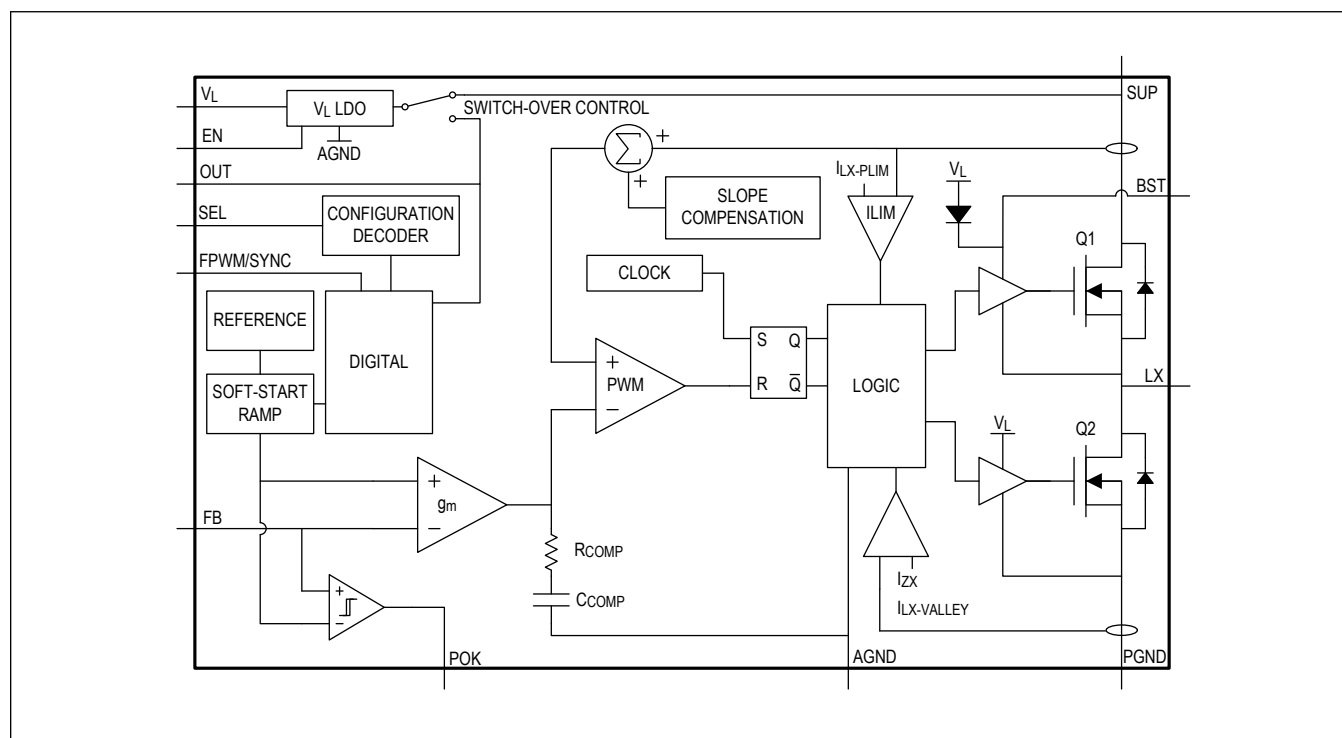 VL
VL LDO
SWITCH-OVER CONTROL
SUP
EN
AGND
OUT
Σ
+
+
ILX-PLIM
VL
BST
SEL
CONFIGURATION
DECODER
SLOPE
COMPENSATION
ILIM
Q1
FPWM/SYNC
CLOCK
REFERENCE
DIGITAL
S Q
R Q̅
LOGIC
+
PWM
−
LX
SOFT-START
RAMP
VL
Q2
+
gm
−
FB
RCOMP
CCOMP
IZX
ILX-VALLEY
+
−
POK
AGND
PGND